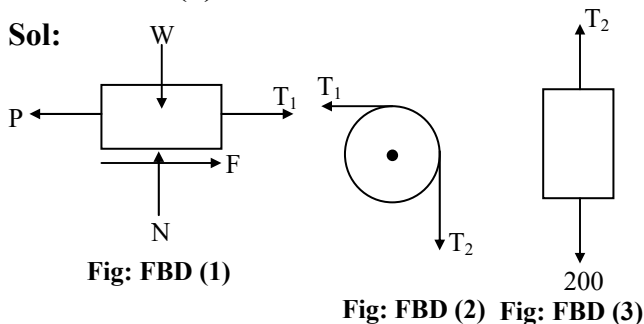 Sol:
W
P
T₁
F
N
Fig: FBD (1)
T₁
T₂
Fig: FBD (2)
T₂
200
Fig: FBD (3)